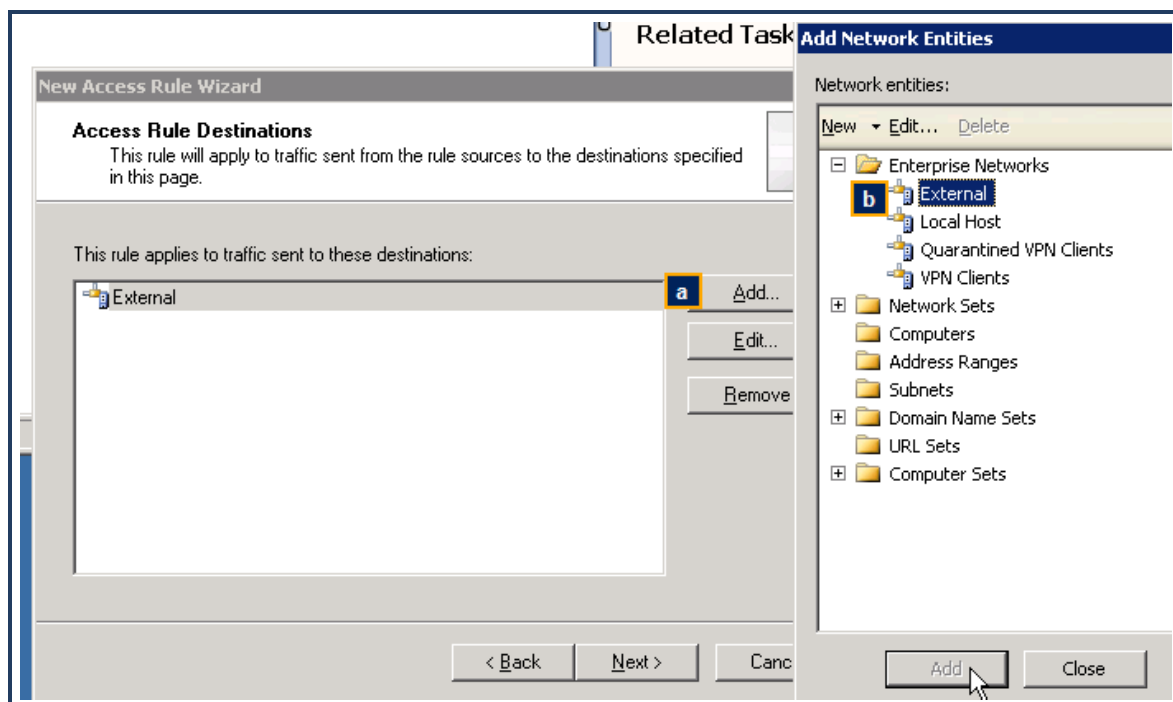 Related Task
New Access Rule Wizard
Access Rule Destinations
This rule will apply to traffic sent from the rule sources to the destinations specified
in this page.
This rule applies to traffic sent to these destinations:
External
a
Add...
Edit...
Remove
< Back
Next >
Canc
Add Network Entities
Network entities:
New Edit... Delete
Enterprise Networks
b External
Local Host
Quarantined VPN Clients
VPN Clients
Network Sets
Computers
Address Ranges
Subnets
Domain Name Sets
URL Sets
Computer Sets
Add
Close